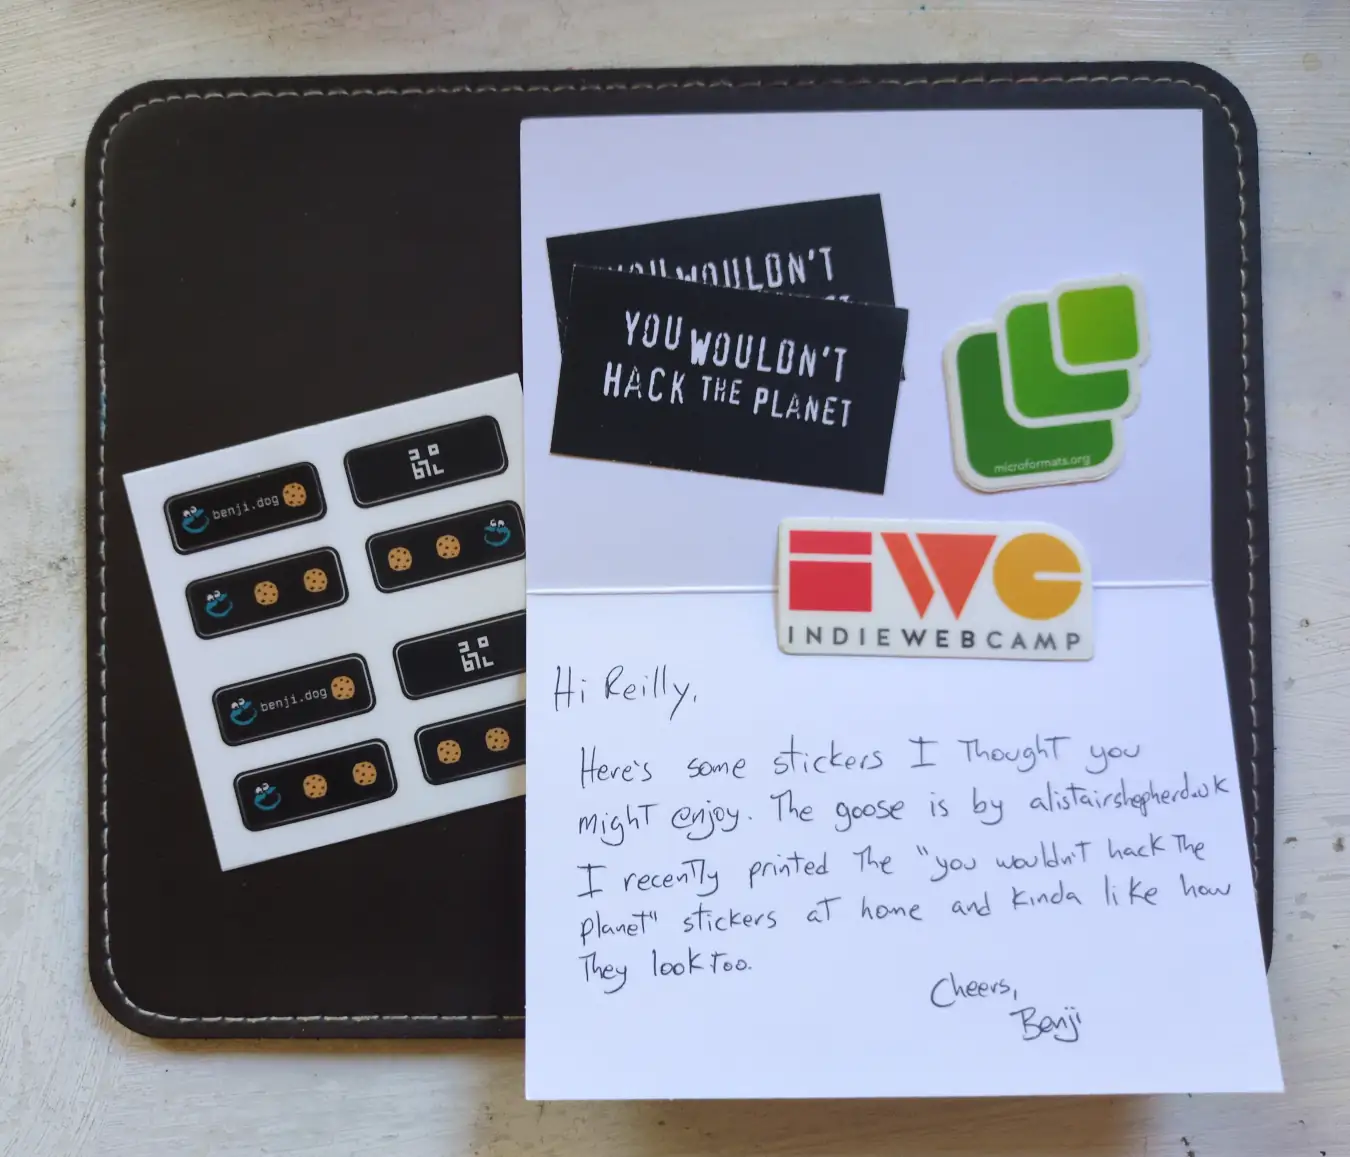 YOU WOULDN'T
YOU WOULDN'T
HACK THE PLANET
microformats.org
IWC
INDIEWEBCAMP
benji.dog
benji.dog
Hi Reilly,
Here's some stickers I thought you
might enjoy. The goose is by alistairshepherd.uk
I recently printed the "you wouldn't hack the
planet" stickers at home and kinda like how
they look too.
Cheers,
Benji